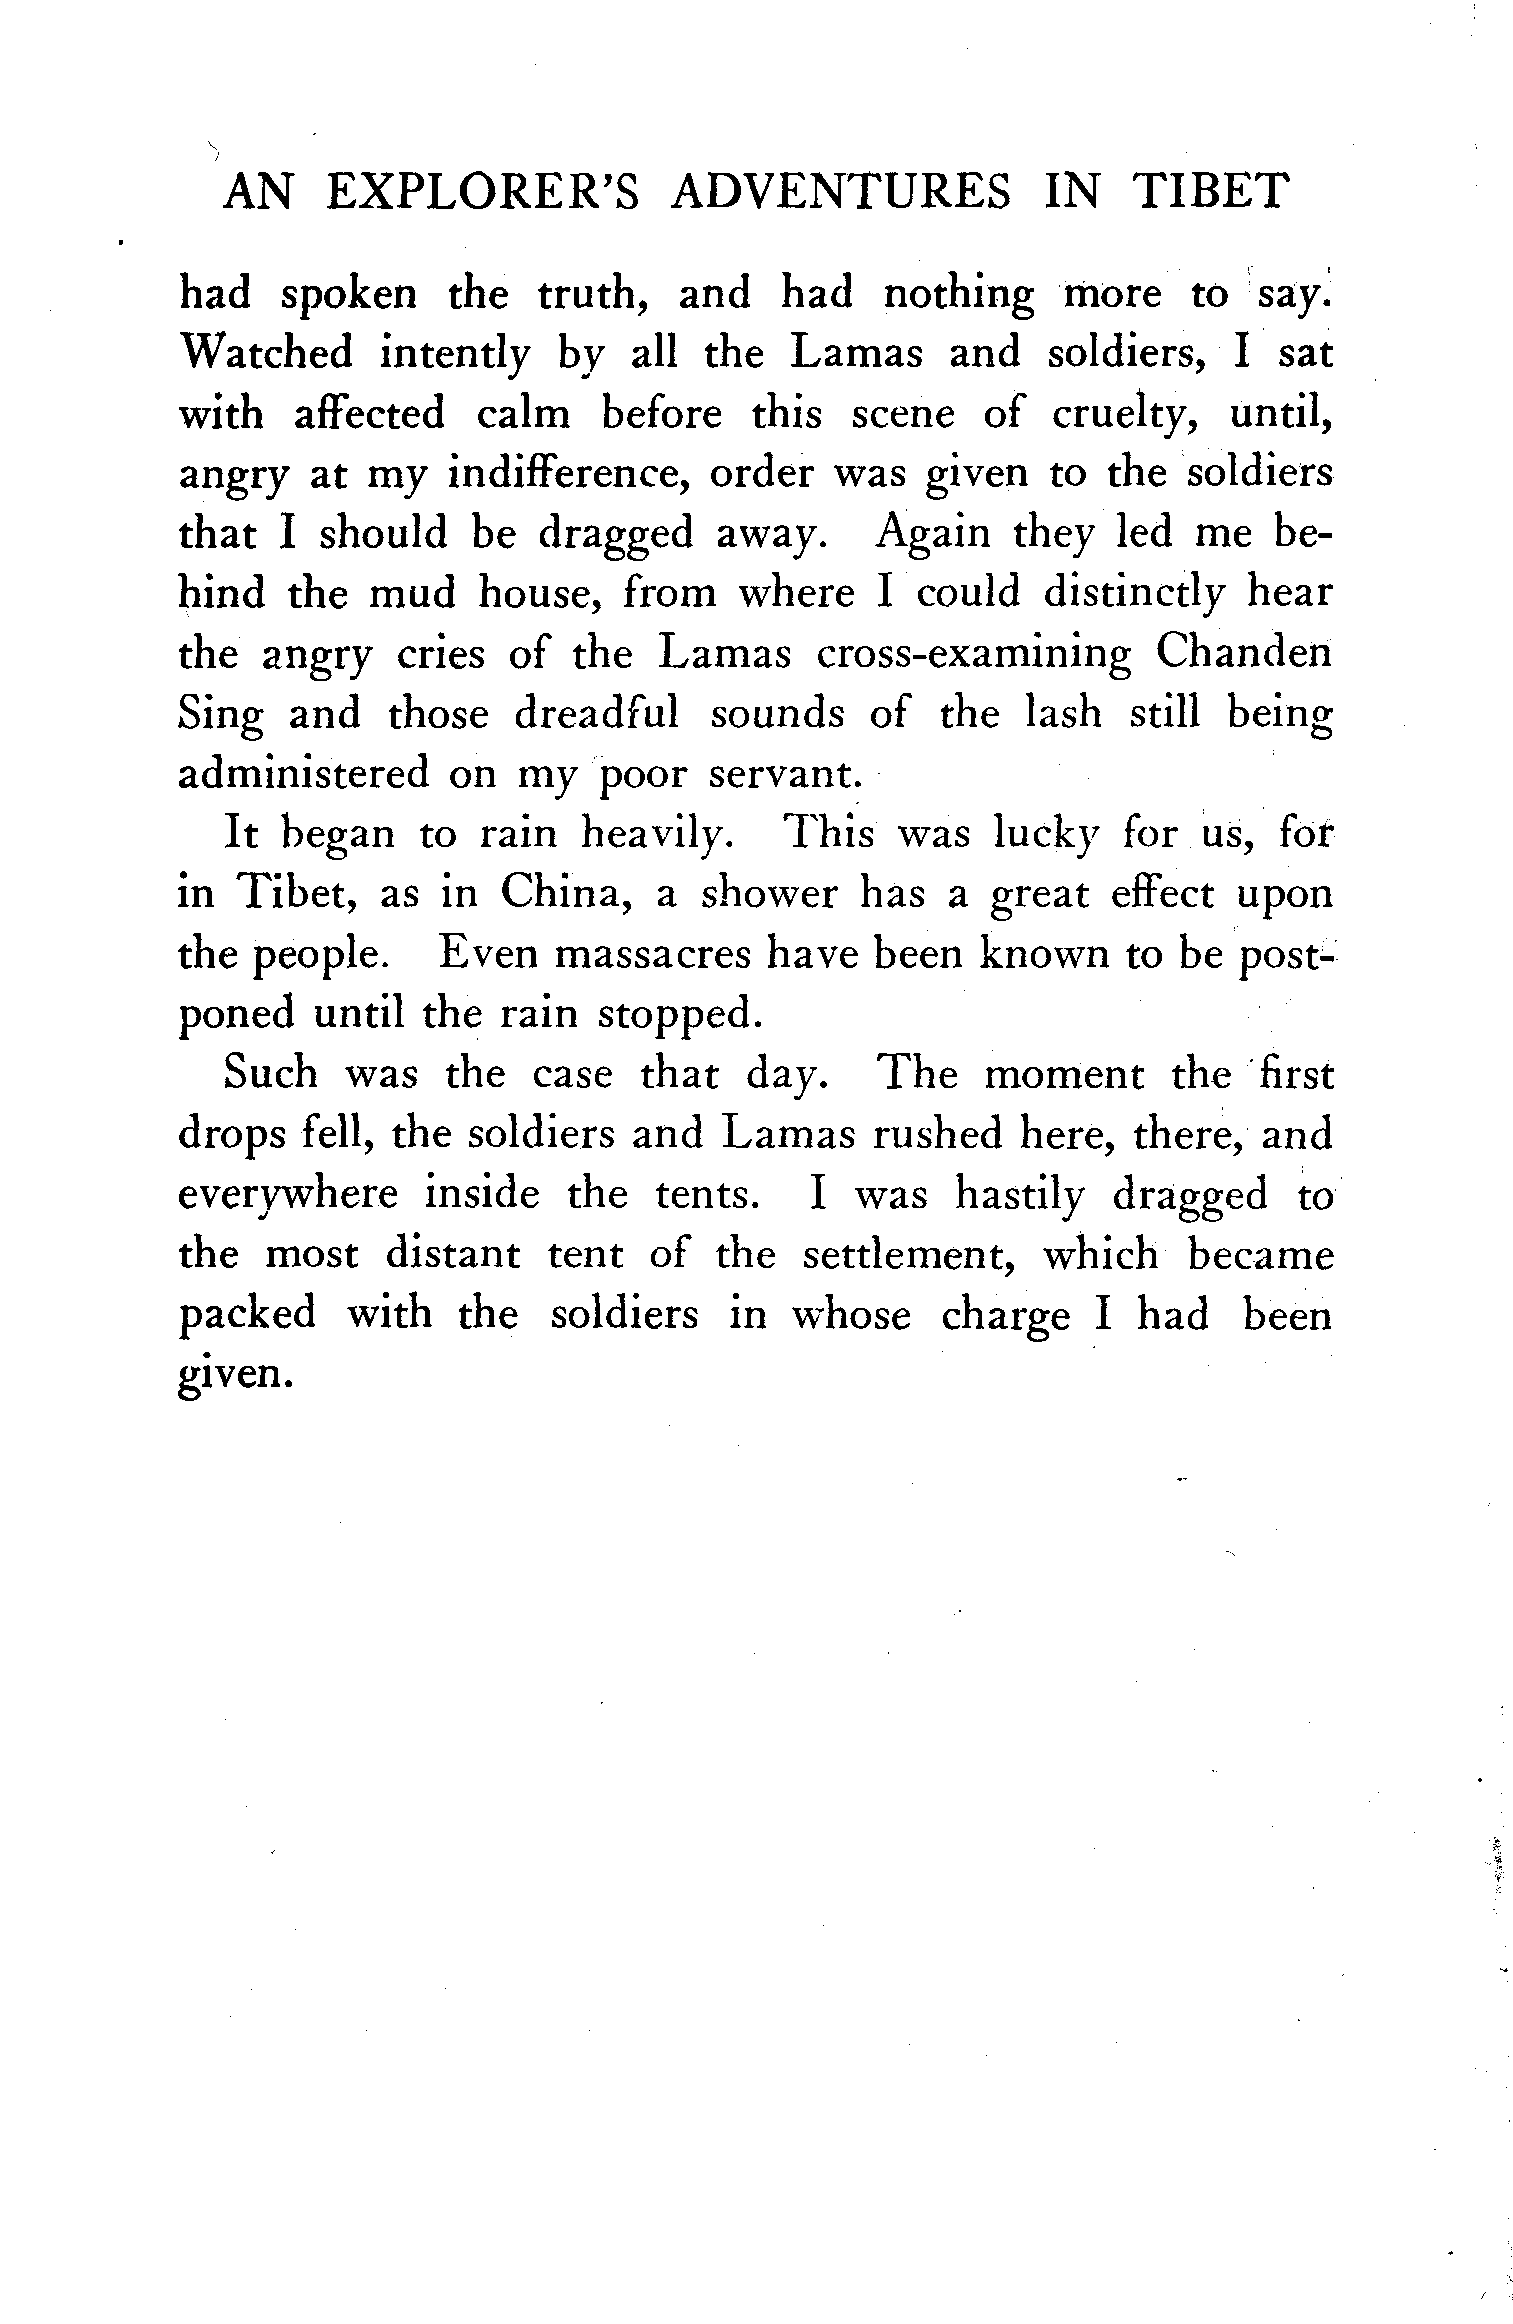 AN EXPLORER'S ADVENTURES IN TIBET
had spoken the truth, and had nothing more to say.
Watched intently by all the Lamas and soldiers, I sat
with affected calm before this scene of cruelty, until,
angry at my indifference, order was given to the soldiers
that I should be dragged away. Again they led me be-
hind the mud house, from where I could distinctly hear
the angry cries of the Lamas cross-examining Chanden
Sing and those dreadful sounds of the lash still being
administered on my poor servant.
It began to rain heavily. This was lucky for us, for
in Tibet, as in China, a shower has a great effect upon
the people. Even massacres have been known to be post-
poned until the rain stopped.
Such was the case that day. The moment the first
drops fell, the soldiers and Lamas rushed here, there, and
everywhere inside the tents. I was hastily dragged to
the most distant tent of the settlement, which became
packed with the soldiers in whose charge I had been
given.